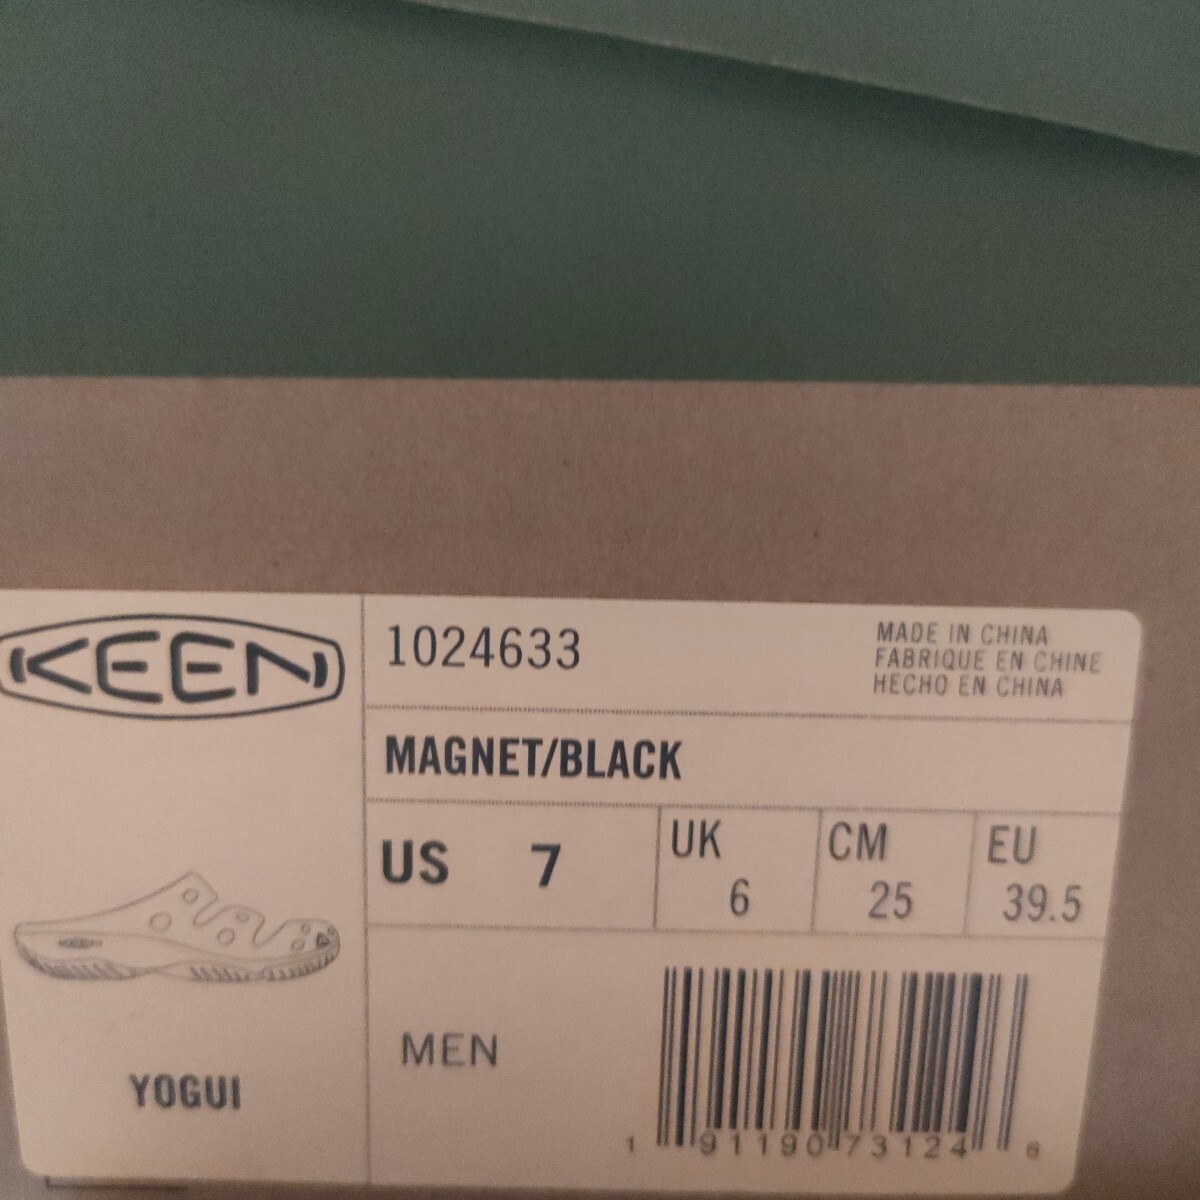 KEEN
1024633
MADE IN CHINA
FABRIQUE EN CHINE
HECHO EN CHINA
MAGNET/BLACK
US 7
UK 6
CM 25
EU 39.5
YOGUI
MEN
1 91190 73124 6